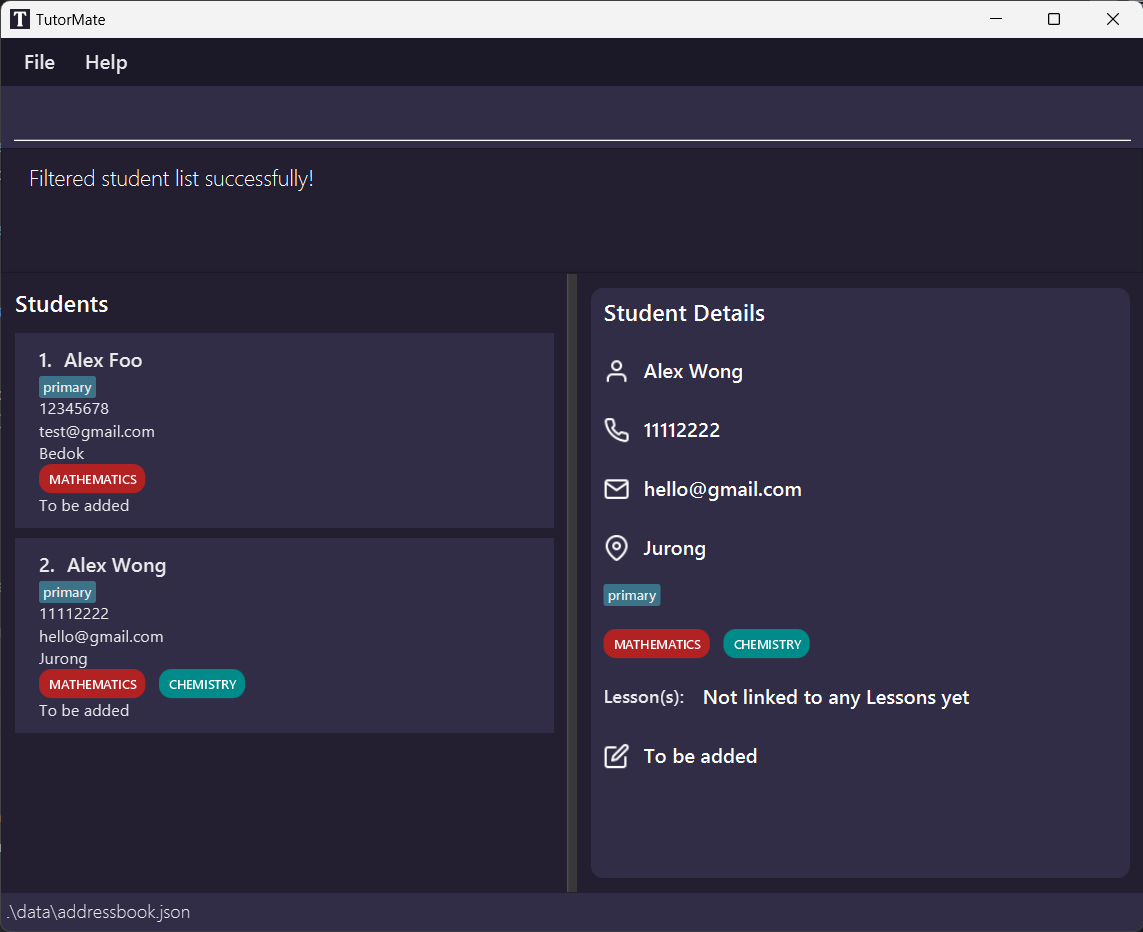 T TutorMate
File Help
Filtered student list successfully!
Students
1. Alex Foo
primary
12345678
test@gmail.com
Bedok
MATHEMATICS
To be added
2. Alex Wong
primary
11112222
hello@gmail.com
Jurong
MATHEMATICS CHEMISTRY
To be added
Student Details
Alex Wong
11112222
hello@gmail.com
Jurong
primary
MATHEMATICS CHEMISTRY
Lesson(s): Not linked to any Lessons yet
To be added
.\data\addressbook.json